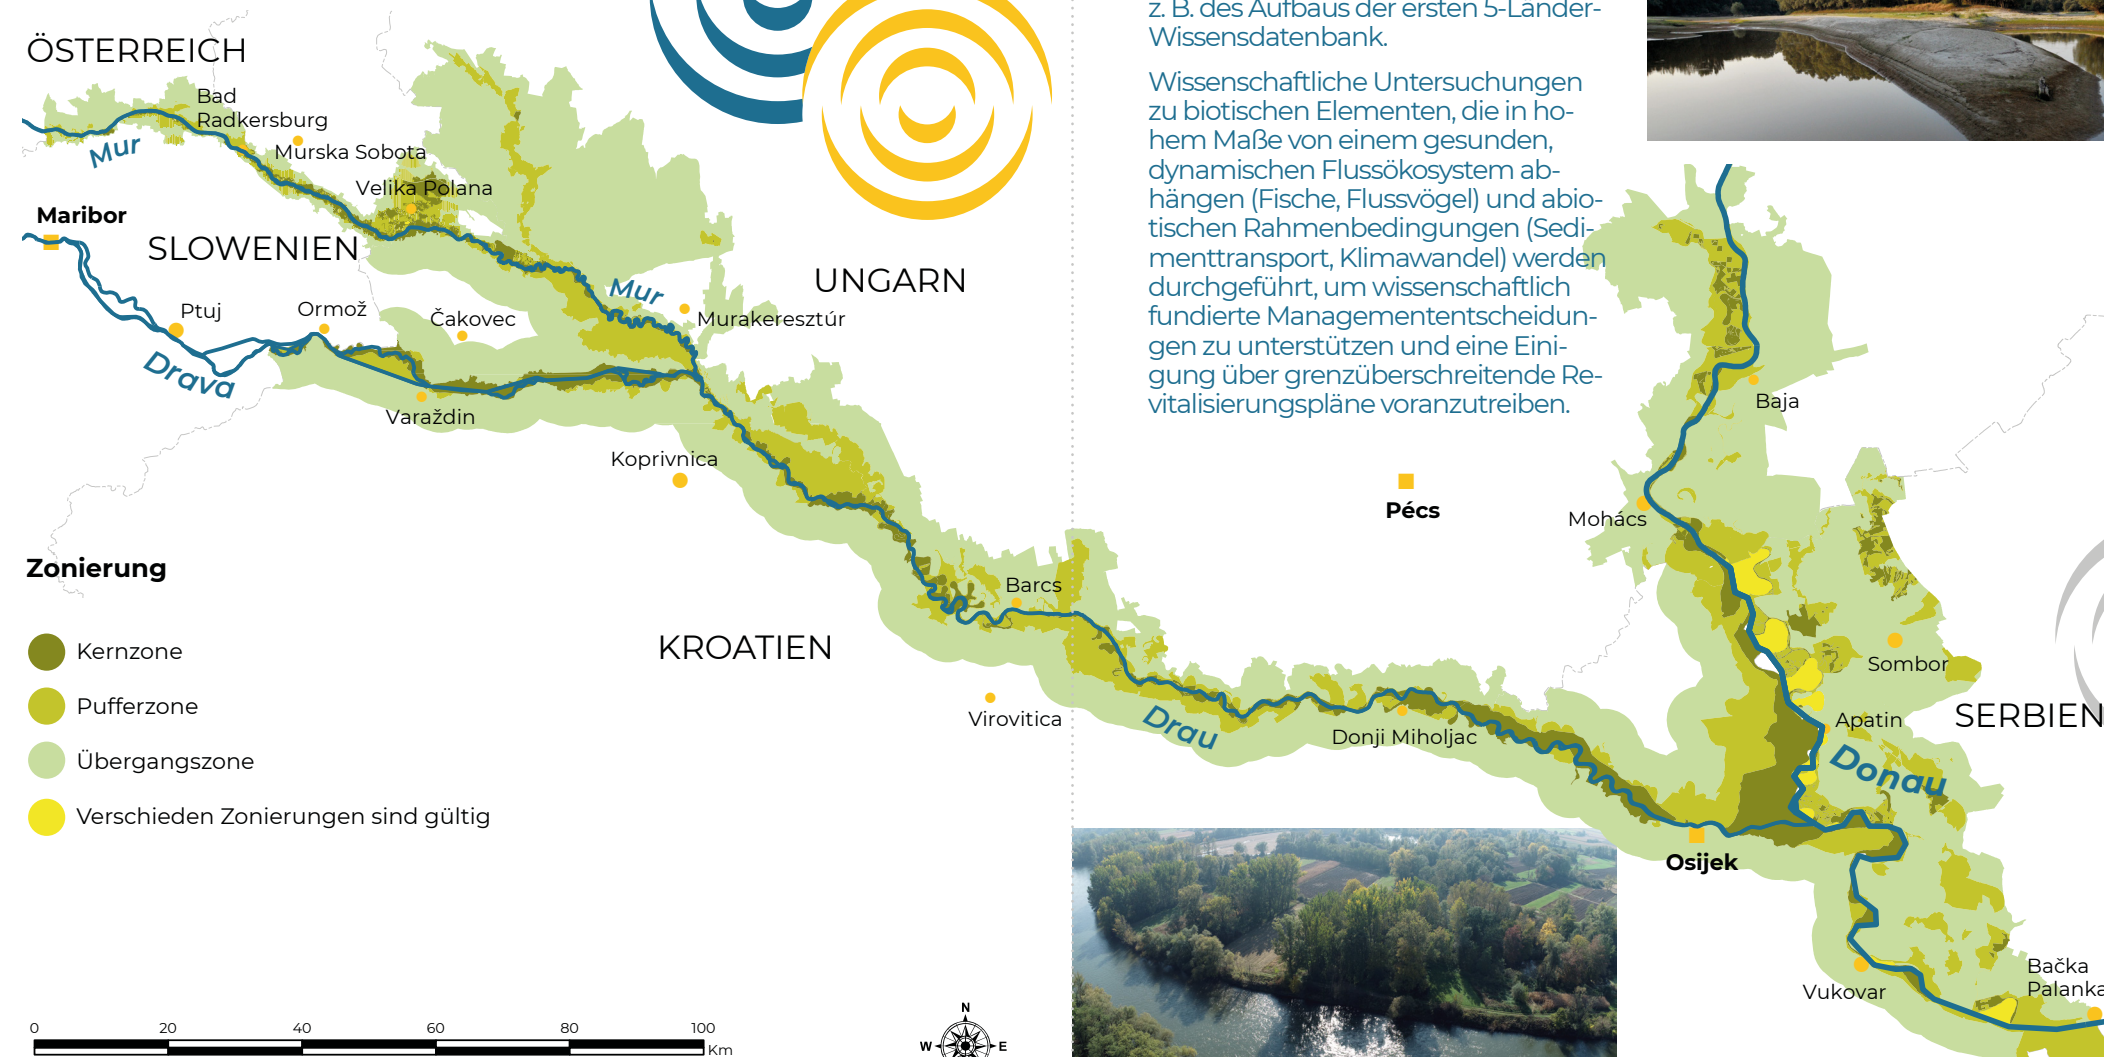 z. B. des Aufbaus der ersten 5-Länder-
Wissensdatenbank.
Wissenschaftliche Untersuchungen
zu biotischen Elementen, die in ho-
hem Maße von einem gesunden,
dynamischen Flussökosystem ab-
hängen (Fische, Flussvögel) und abio-
tischen Rahmenbedingungen (Sedi-
menttransport, Klimawandel) werden
durchgeführt, um wissenschaftlich
fundierte Managemententscheidun-
gen zu unterstützen und eine Eini-
gung über grenzüberschreitende Re-
vitalisierungspläne voranzutreiben.
ÖSTERREICH
Bad
Radkersburg
Mur
Murska Sobota
Velika Polana
Maribor
SLOWENIEN
UNGARN
Mur
Ptuj
Ormož
Čakovec
Murakeresztúr
Drava
Varaždin
Koprivnica
Baja
Pécs
Mohács
Zonierung
Kernzone
Pufferzone
Übergangszone
Verschieden Zonierungen sind gültig
Barcs
KROATIEN
Virovitica
Drau
Donji Miholjac
Sombor
Apatin
SERBIEN
Donau
Osijek
Vukovar
Bačka
Palanka
0 20 40 60 80 100
Km
N
W E